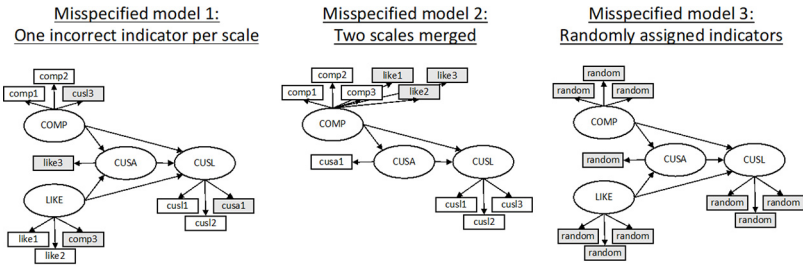 Misspecified model 1:
One incorrect indicator per scale
comp2
comp1
cusl3
COMP
like3
CUSA
CUSL
LIKE
cusl1
cusa1
cusl2
like1
comp3
like2
Misspecified model 2:
Two scales merged
comp2
like1
like3
comp1
comp3
like2
COMP
cusa1
CUSA
CUSL
cusl1
cusl3
cusl2
Misspecified model 3:
Randomly assigned indicators
random
random
random
COMP
random
CUSA
CUSL
LIKE
random
random
random
random
random
random